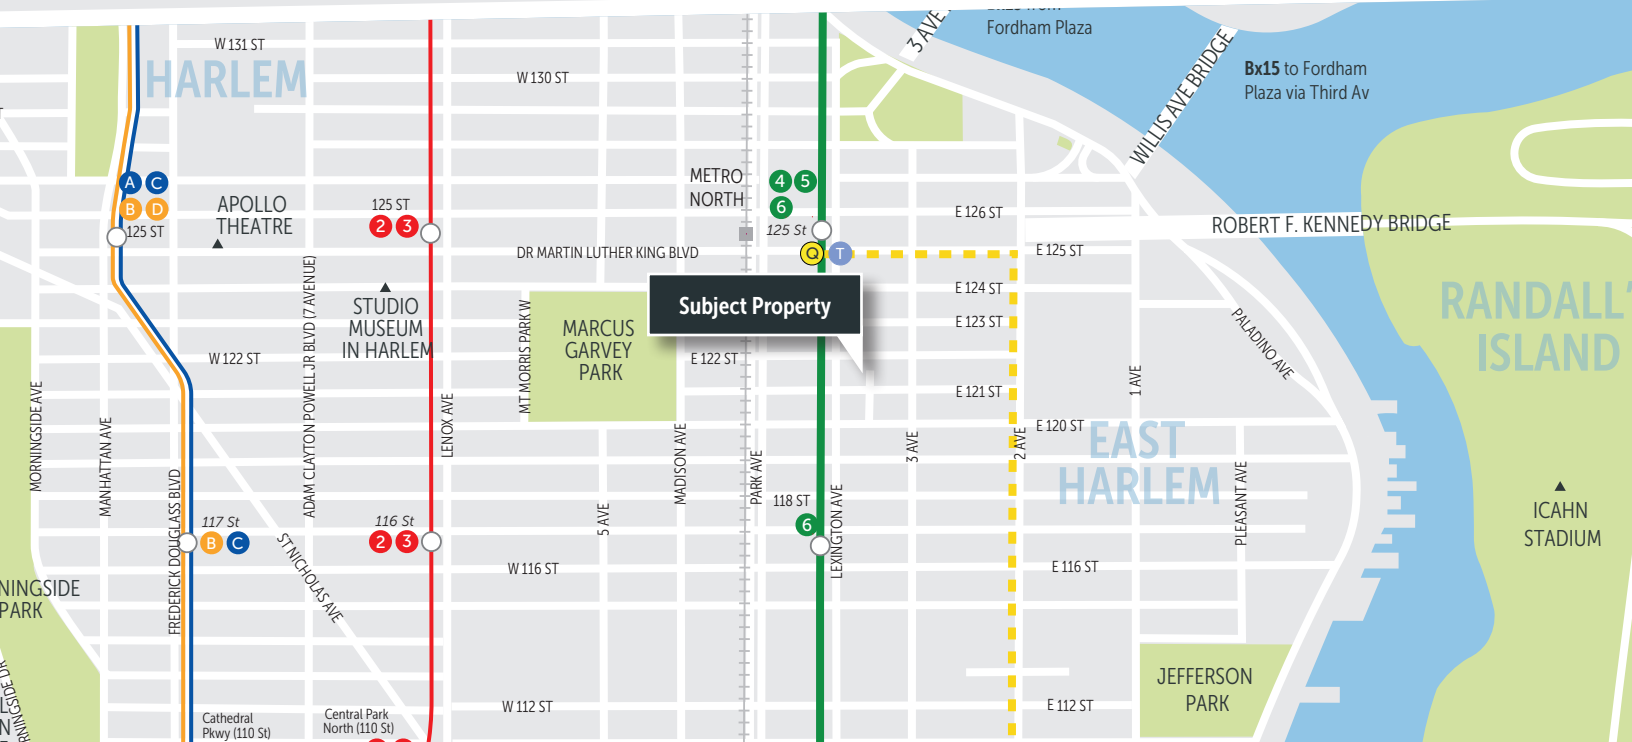 Fordham Plaza
3 AVE
WILLIS AVE BRIDGE
Bx15 to Fordham
Plaza via Third Av
W 131 ST
HARLEM
W 130 ST
A C
B D
125 ST
APOLLO
THEATRE
125 ST
2 3
METRO
NORTH
4 5
6
125 St
Q T
E 126 ST
ROBERT F. KENNEDY BRIDGE
DR MARTIN LUTHER KING BLVD
E 125 ST
E 124 ST
E 123 ST
Subject Property
STUDIO
MUSEUM
IN HARLEM
MARCUS
GARVEY
PARK
MT MORRIS PARK W
W 122 ST
E 122 ST
E 121 ST
E 120 ST
PALADINO AVE
RANDALL'
ISLAND
MORNINGSIDE AVE
MANHATTAN AVE
FREDERICK DOUGLASS BLVD
ADAM CLAYTON POWELL JR BLVD (7 AVENUE)
LENOX AVE
5 AVE
MADISON AVE
PARK AVE
LEXINGTON AVE
3 AVE
2 AVE
1 AVE
PLEASANT AVE
EAST
HARLEM
118 ST
6
117 St
B C
116 St
2 3
ST NICHOLAS AVE
W 116 ST
E 116 ST
ICAHN
STADIUM
NINGSIDE
PARK
RNINGSIDE DR
JEFFERSON
PARK
W 112 ST
E 112 ST
Cathedral
Pkwy (110 St)
Central Park
North (110 St)